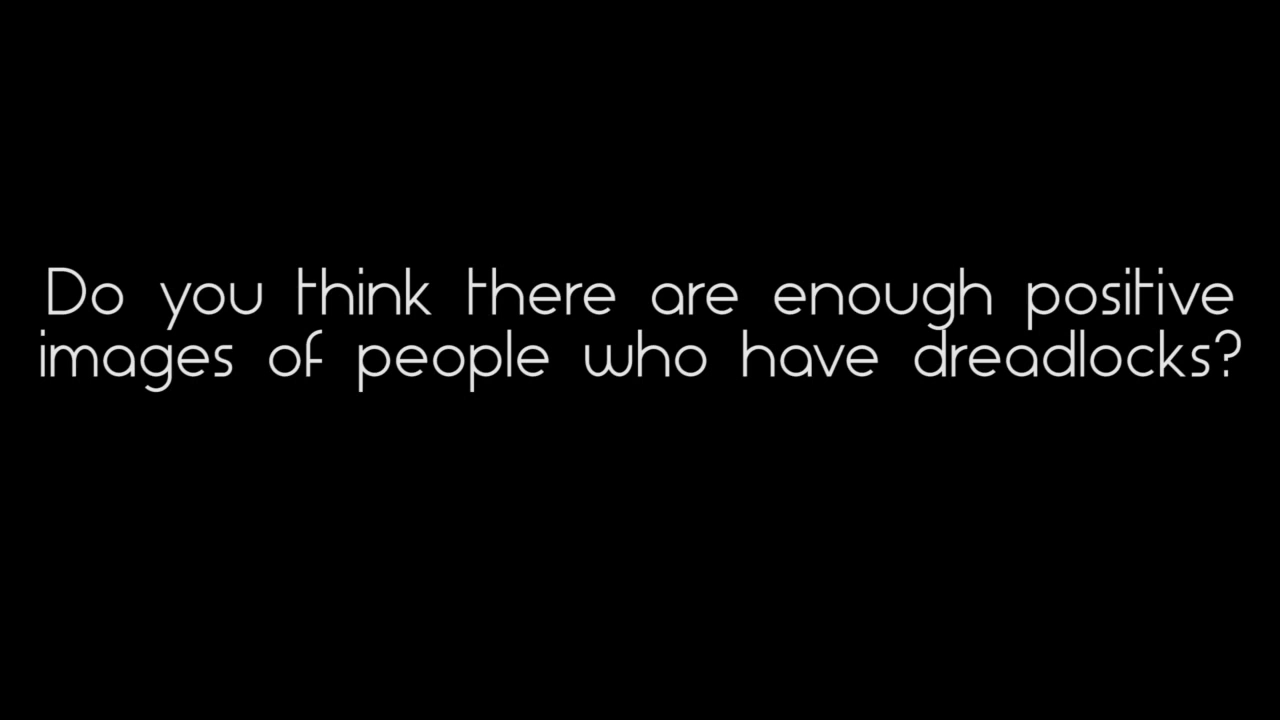 Do you think there are enough positive
images of people who have dreadlocks?